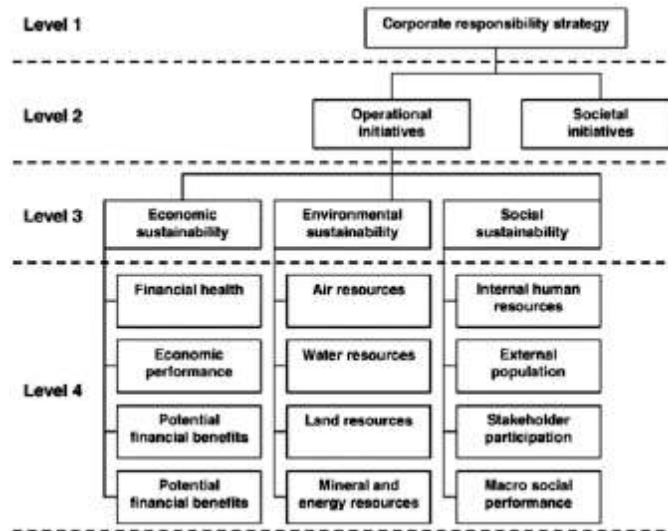 Level 1
Corporate responsibility strategy
Level 2
Operational
initiatives
Societal
initiatives
Level 3
Economic
sustainability
Environmental
sustainability
Social
sustainability
Level 4
Financial health
Air resources
Internal human
resources
Economic
performance
Water resources
External
population
Potential
financial benefits
Land resources
Stakeholder
participation
Potential
financial benefits
Mineral and
energy resources
Macro social
performance